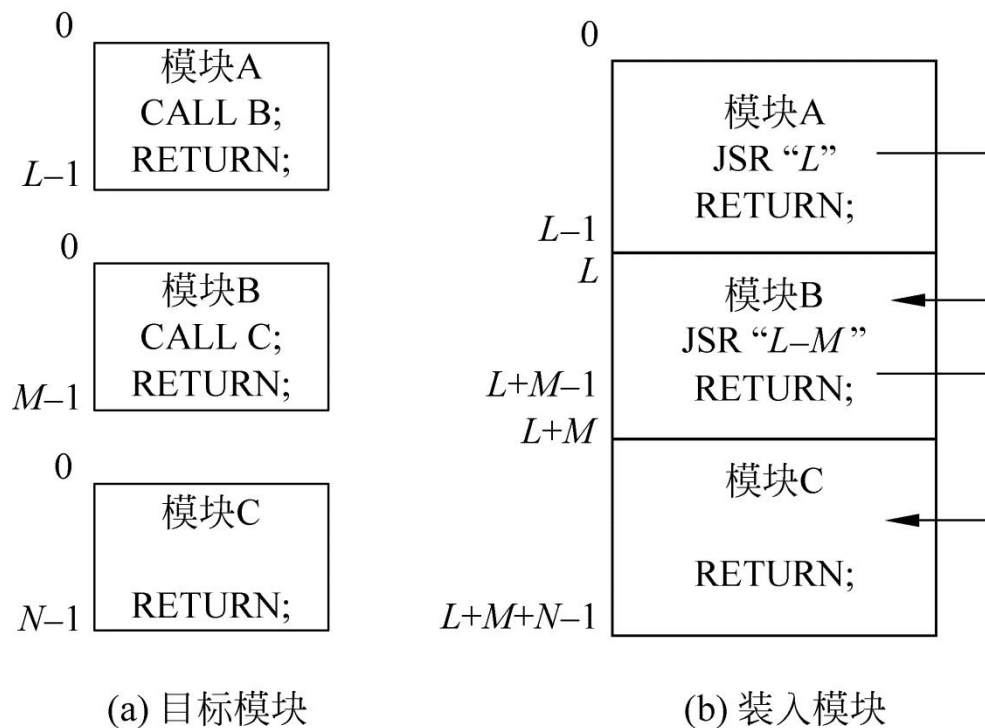 0
模块A
CALL B;
RETURN;
L–1
0
模块B
CALL C;
RETURN;
M–1
0
模块C
RETURN;
N–1
(a) 目标模块
0
模块A
JSR “L”
RETURN;
L–1
L
模块B
JSR “L–M”
RETURN;
L+M–1
L+M
模块C
RETURN;
L+M+N–1
(b) 装入模块